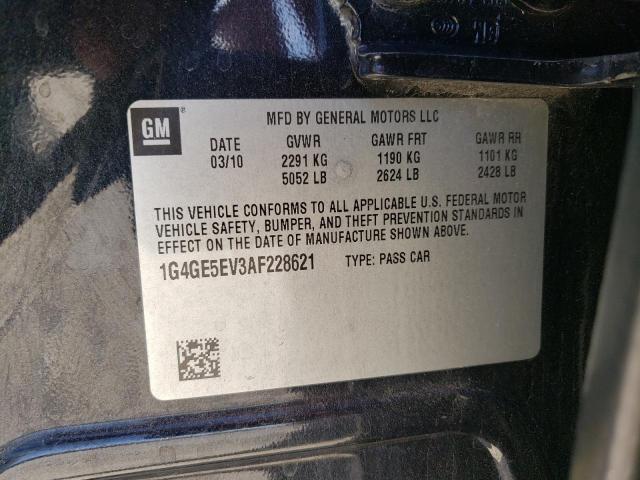 GM
MFD BY GENERAL MOTORS LLC
DATE GVWR GAWR FRT GAWR RR
03/10 2291 KG 1190 KG 1101 KG
5052 LB 2624 LB 2428 LB
THIS VEHICLE CONFORMS TO ALL APPLICABLE U.S. FEDERAL MOTOR
VEHICLE SAFETY, BUMPER, AND THEFT PREVENTION STANDARDS IN
EFFECT ON THE DATE OF MANUFACTURE SHOWN ABOVE.
1G4GE5EV3AF228621 TYPE: PASS CAR